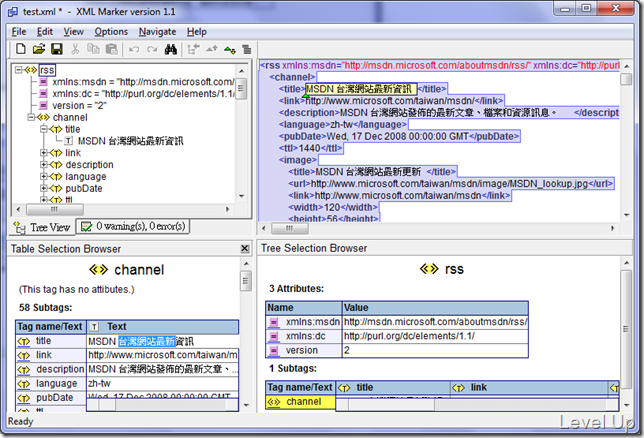 test.xml * - XML Marker version 1.1
File Edit View Options Navigate Help
rss
xmlns:msdn = "http://msdn.microsoft.com/
xmlns:dc = "http://purl.org/dc/elements/1.1/
version = "2"
channel
title
MSDN 台灣網站最新資訊
link
description
language
pubDate
ttl
Tree View
0 warning(s), 0 error(s)
<rss xmlns:msdn="http://msdn.microsoft.com/aboutmsdn/rss/" xmlns:dc="http://pu
<channel>
<title>MSDN 台灣網站最新資訊 </title>
<link>http://www.microsoft.com/taiwan/msdn/</link>
<description>MSDN 台灣網站發佈的最新文章、檔案和資源訊息。 </description>
<language>zh-tw</language>
<pubDate>Wed, 17 Dec 2008 00:00:00 GMT</pubDate>
<ttl>1440</ttl>
<image>
<title>MSDN 台灣網站最新更新 </title>
<url>http://www.microsoft.com/taiwan/msdn/image/MSDN_lookup.jpg</url>
<link>http://www.microsoft.com/taiwan/msdn</link>
<width>120</width>
<height>56</height>
Table Selection Browser
channel
(This tag has no attibutes.)
58 Subtags:
Tag name/Text T Text
title MSDN 台灣網站最新資訊
link http://www.microsoft.com/taiwan/m
description MSDN 台灣網站發佈的最新文章、...
language zh-tw
pubDate Wed, 17 Dec 2008 00:00:00 GMT
ttl
Tree Selection Browser
rss
3 Attributes:
Name Value
xmlns:msdn http://msdn.microsoft.com/aboutmsdn/rss/
xmlns:dc http://purl.org/dc/elements/1.1/
version 2
1 Subtags:
Tag name/Text title link
channel
Ready
Level Up